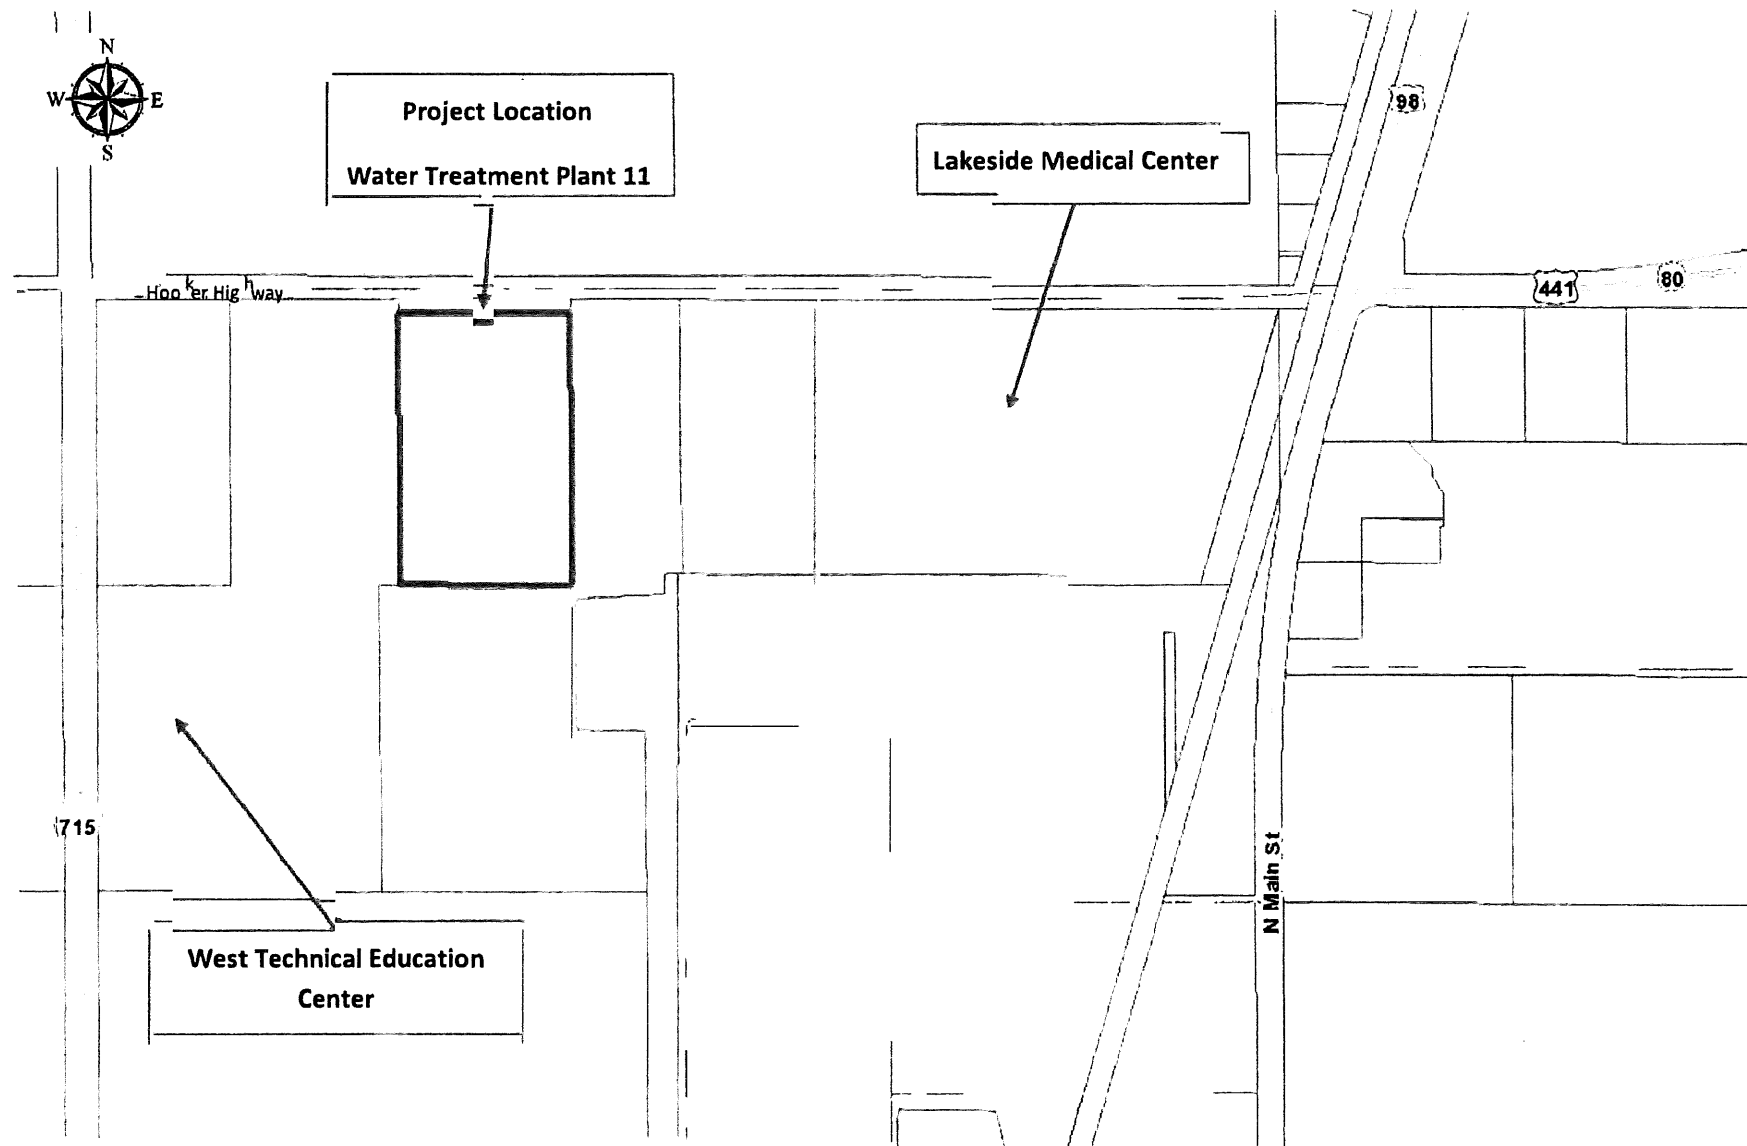 N
W E
S
Project Location
Water Treatment Plant 11
Lakeside Medical Center
98
Hooker Highway
441
80
715
N Main St
West Technical Education
Center